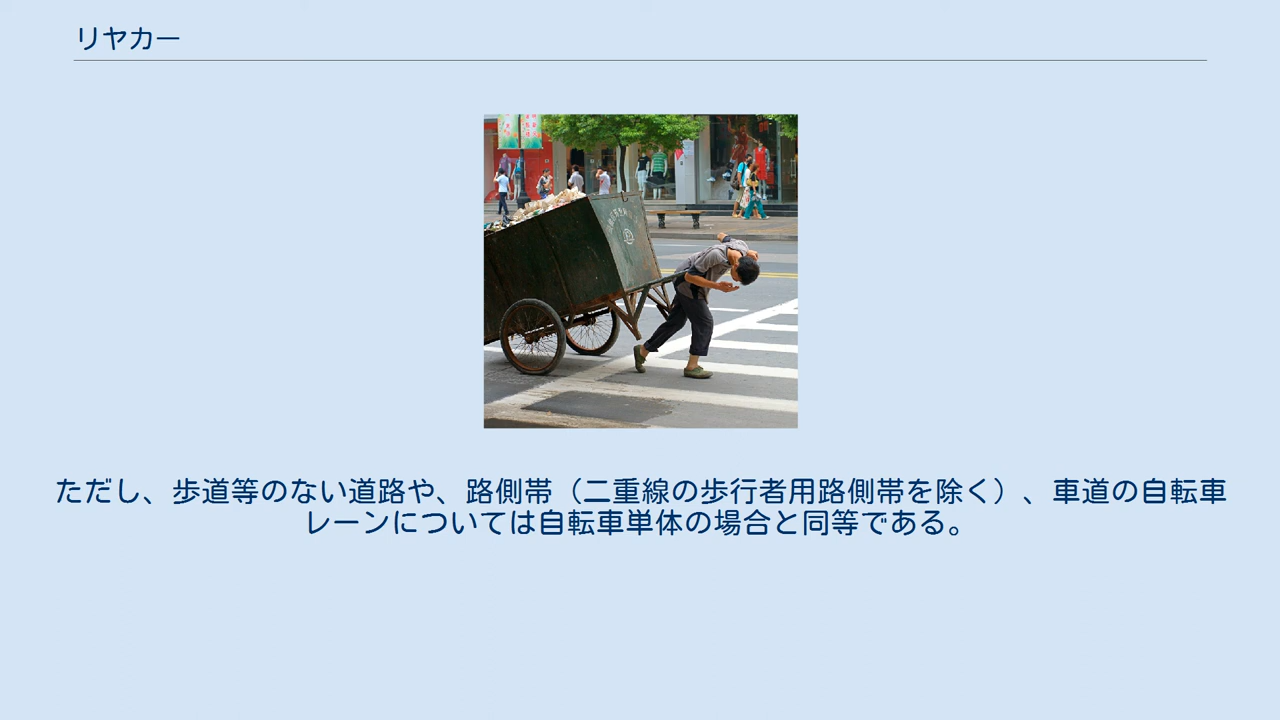 リヤカー
ただし、歩道等のない道路や、路側帯（二重線の歩行者用路側帯を除く）、車道の自転車
レーンについては自転車単体の場合と同等である。